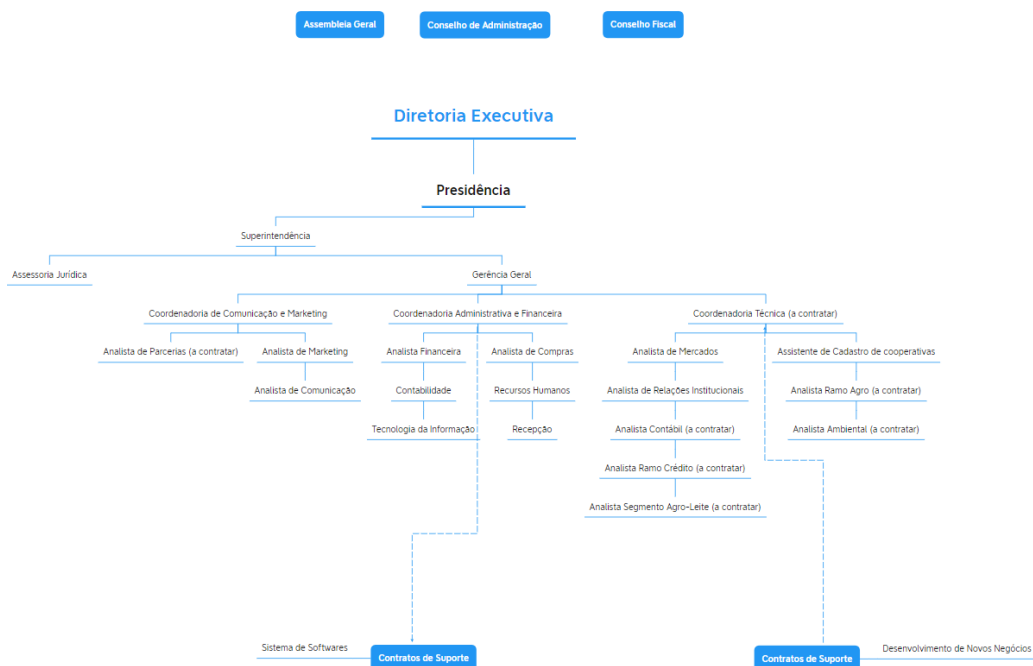 Assembleia Geral
Conselho de Administração
Conselho Fiscal
Diretoria Executiva
Presidência
Superintendência
Assessoria Jurídica
Gerência Geral
Coordenadoria de Comunicação e Marketing
Coordenadoria Administrativa e Financeira
Coordenadoria Técnica (a contratar)
Analista de Parcerias (a contratar)
Analista de Marketing
Analista Financeira
Analista de Compras
Analista de Mercados
Assistente de Cadastro de cooperativas
Analista de Comunicação
Contabilidade
Recursos Humanos
Analista de Relações Institucionais
Analista Ramo Agro (a contratar)
Tecnologia da Informação
Recepção
Analista Contábil (a contratar)
Analista Ambiental (a contratar)
Analista Ramo Crédito (a contratar)
Analista Segmento Agro-Leite (a contratar)
Sistema de Softwares
Contratos de Suporte
Contratos de Suporte
Desenvolvimento de Novos Negócios